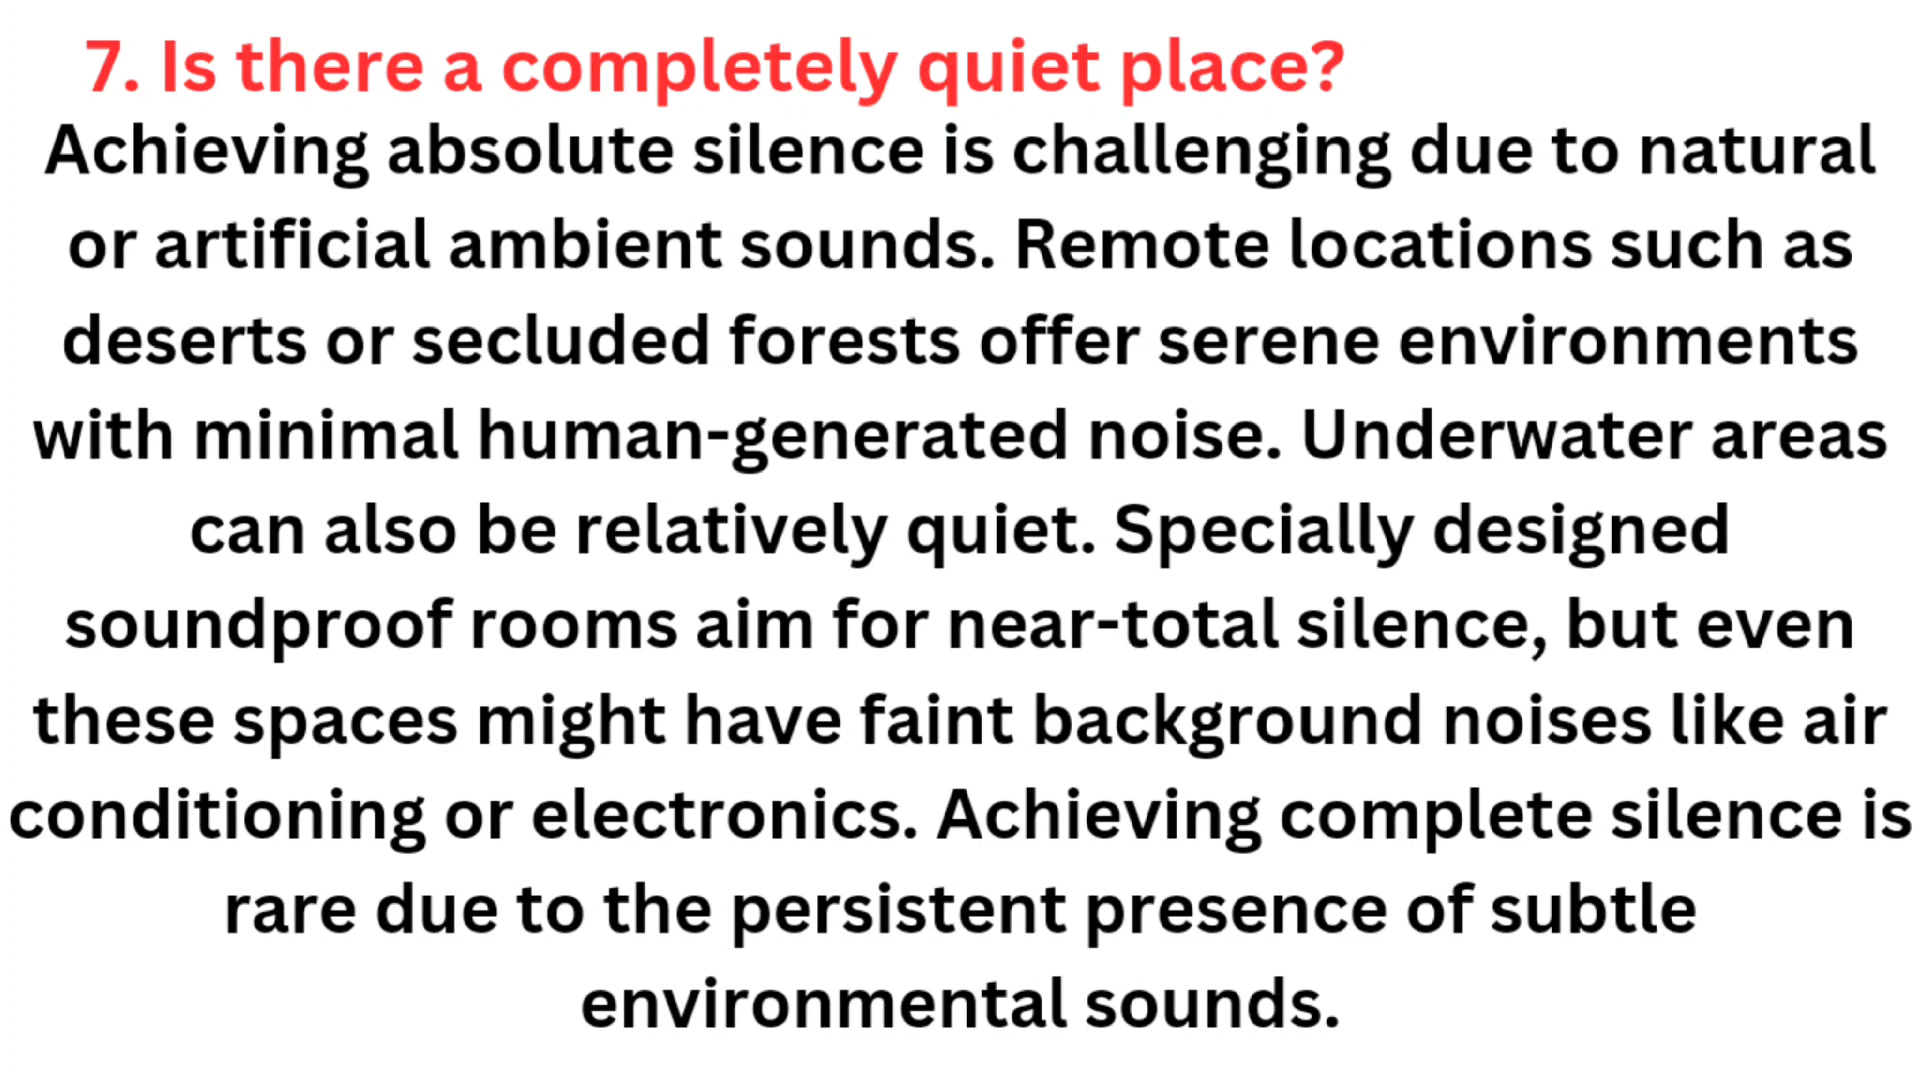 7. Is there a completely quiet place?
Achieving absolute silence is challenging due to natural
or artificial ambient sounds. Remote locations such as
deserts or secluded forests offer serene environments
with minimal human-generated noise. Underwater areas
can also be relatively quiet. Specially designed
soundproof rooms aim for near-total silence, but even
these spaces might have faint background noises like air
conditioning or electronics. Achieving complete silence is
rare due to the persistent presence of subtle
environmental sounds.